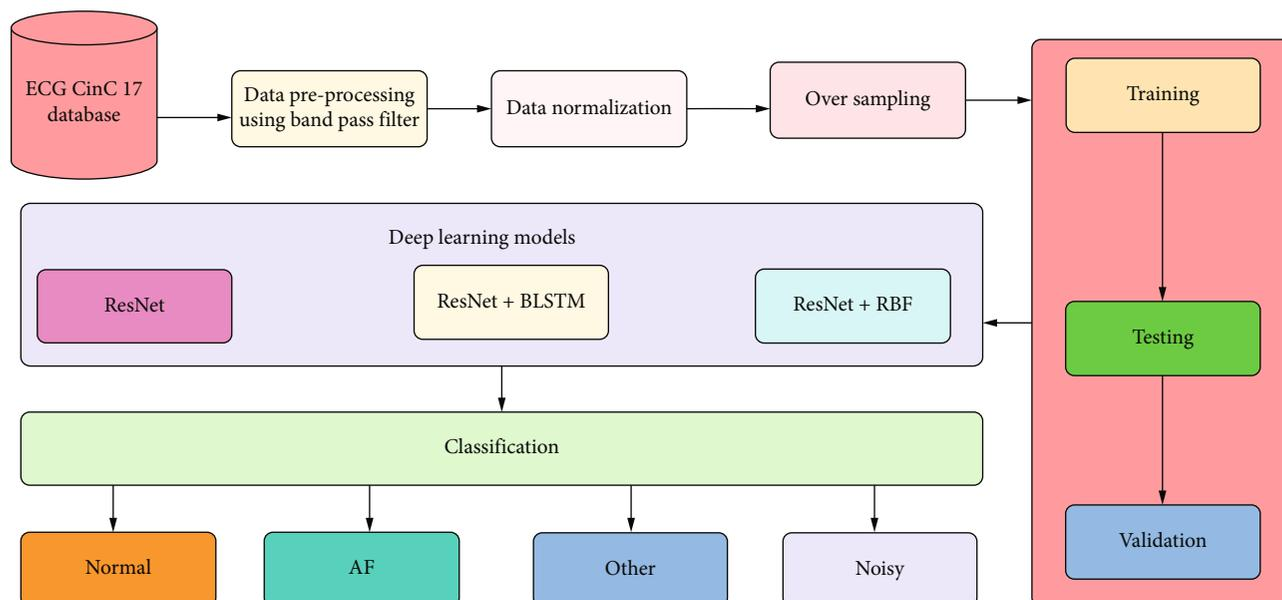 ECG CinC 17
database
Data pre-processing
using band pass filter
Data normalization
Over sampling
Training
Testing
Validation
Deep learning models
ResNet
ResNet + BLSTM
ResNet + RBF
Classification
Normal
AF
Other
Noisy